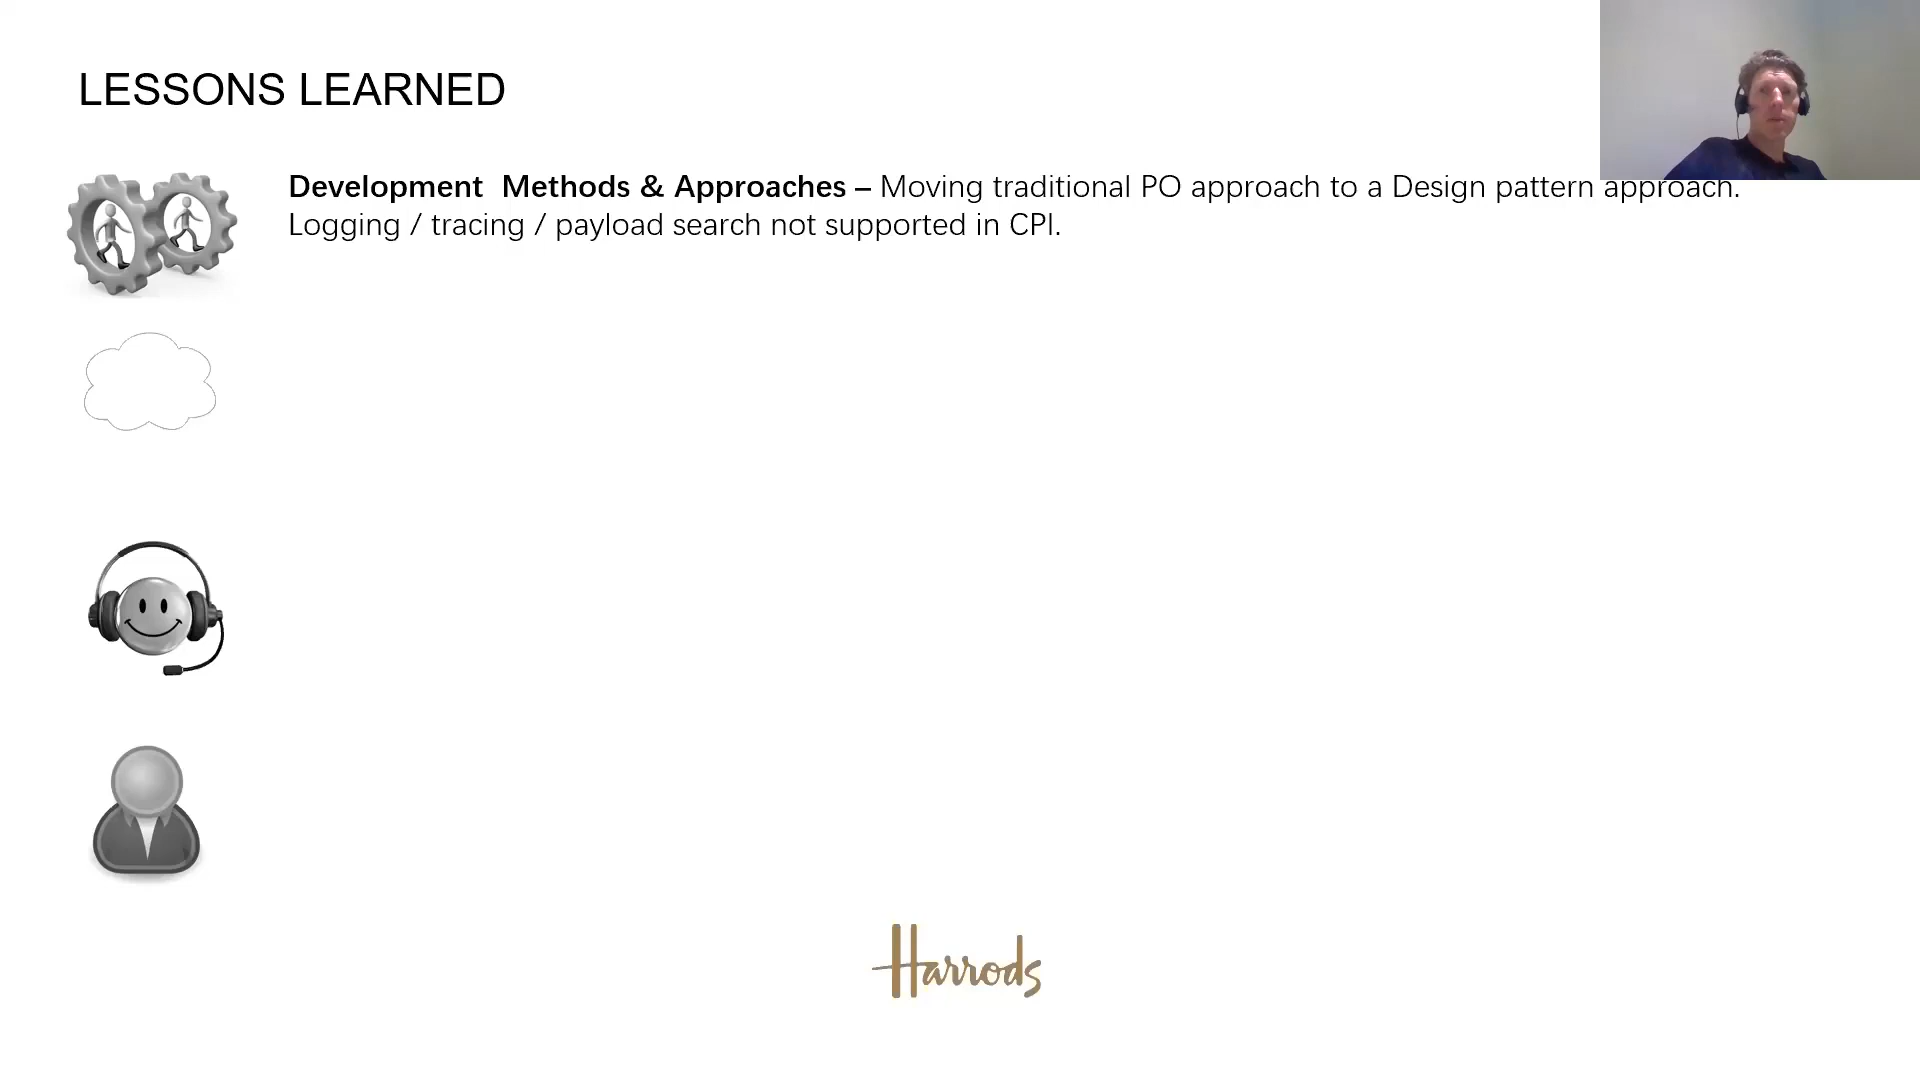 LESSONS LEARNED
Development  Methods & Approaches – Moving traditional PO approach to a Design pattern approach.
Logging / tracing / payload search not supported in CPI.
Harrods